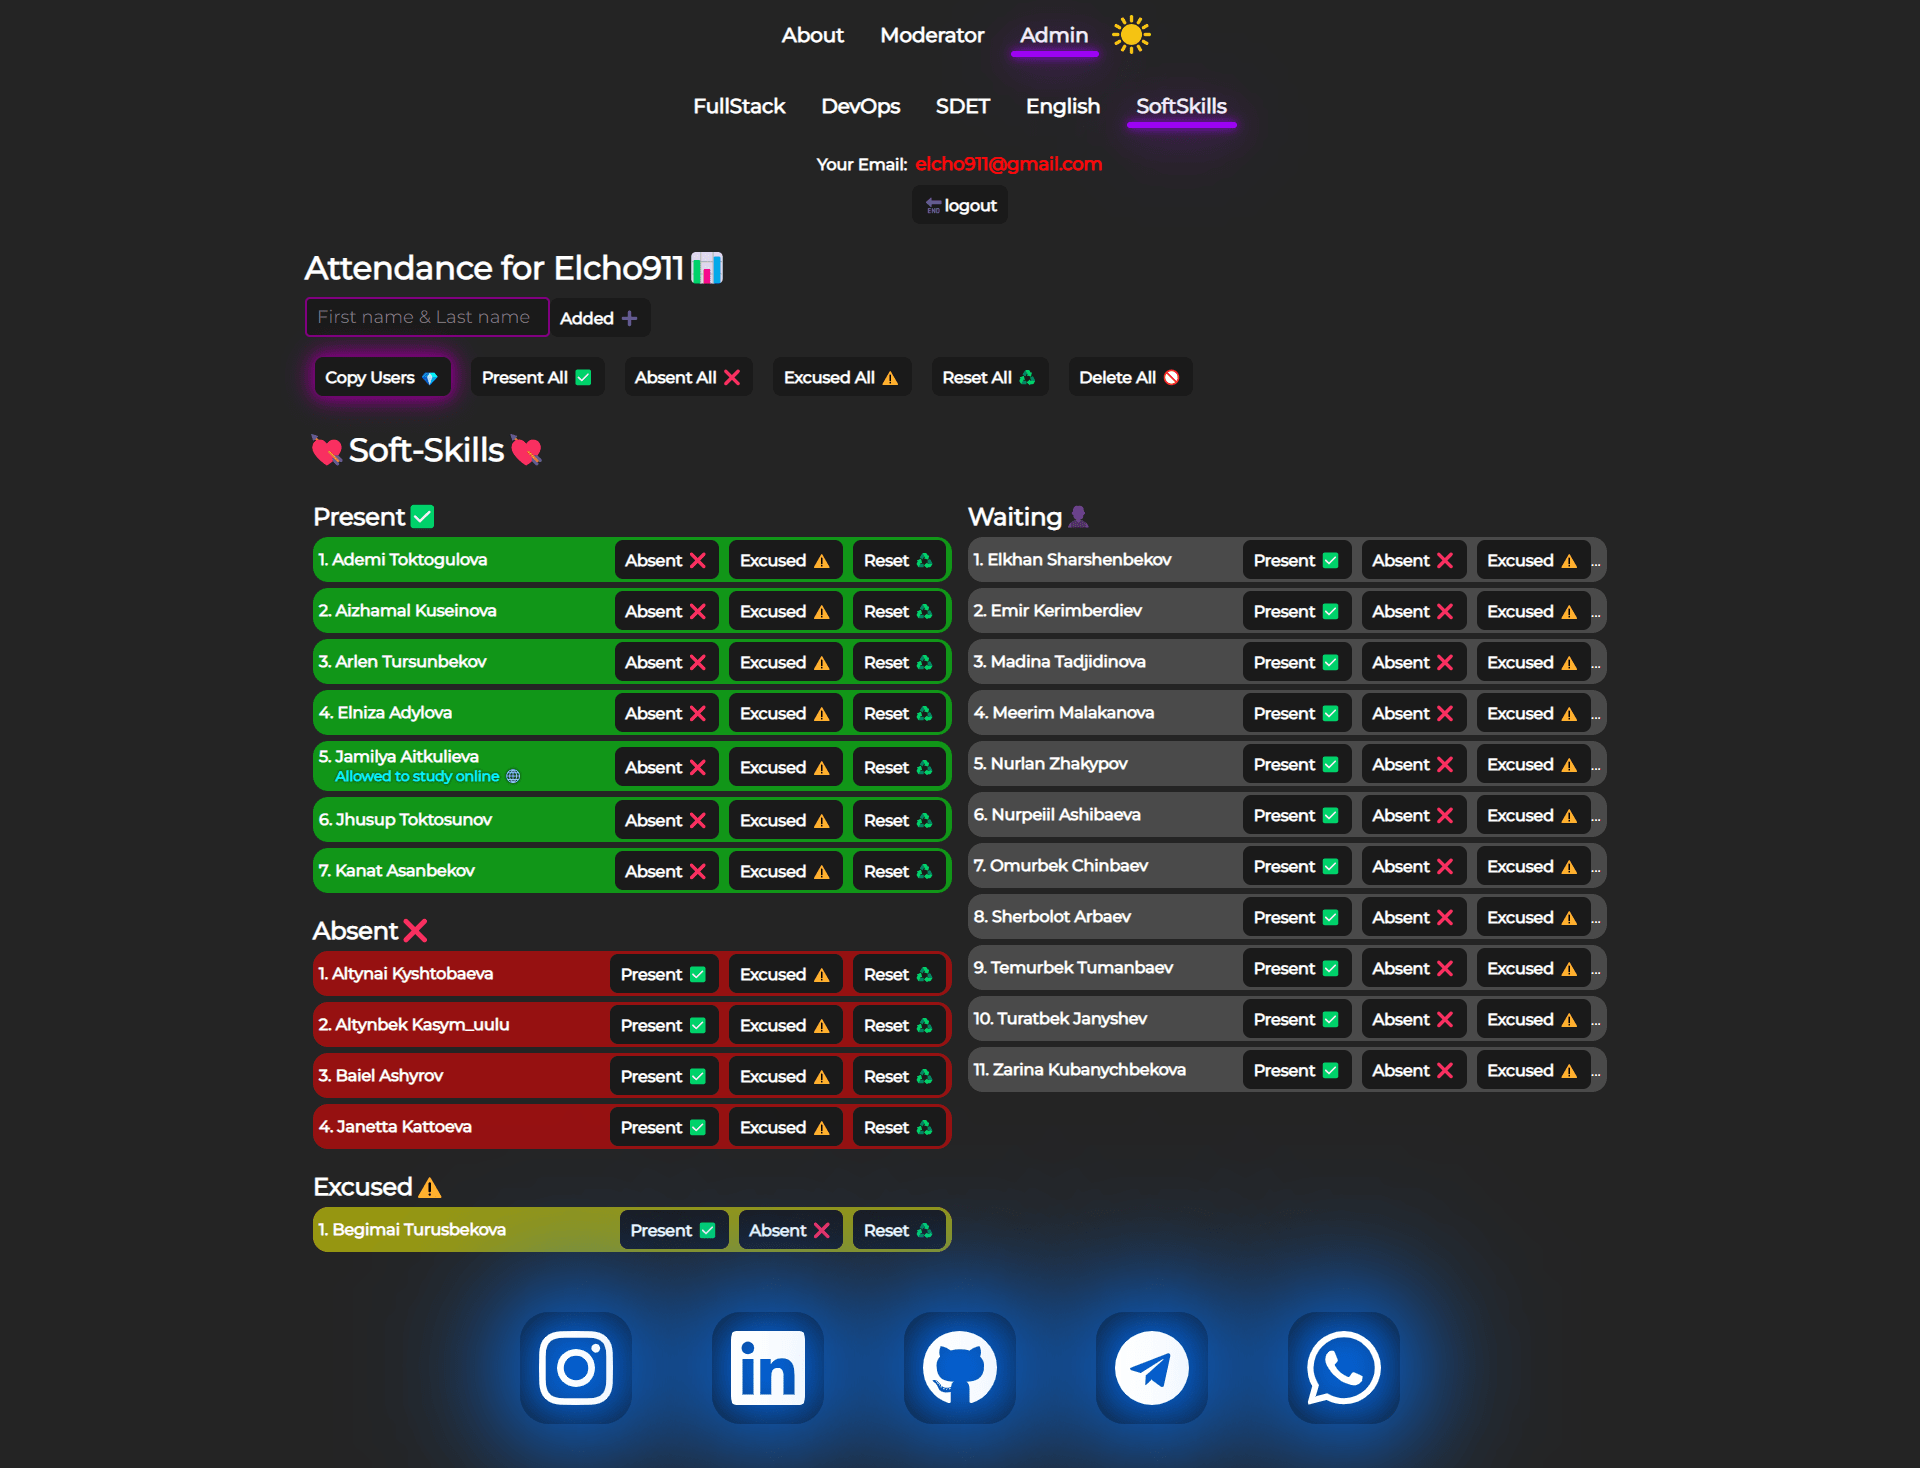 About Moderator Admin
FullStack DevOps SDET English SoftSkills
Your Email: elcho911@gmail.com
END logout
Attendance for Elcho911
First name & Last name Added
Copy Users Present All Absent All Excused All Reset All Delete All
Soft-Skills
Present
1. Ademi Toktogulova Absent Excused Reset
2. Aizhamal Kuseinova Absent Excused Reset
3. Arlen Tursunbekov Absent Excused Reset
4. Elniza Adylova Absent Excused Reset
5. Jamilya Aitkulieva Absent Excused Reset
Allowed to study online
6. Jhusup Toktosunov Absent Excused Reset
7. Kanat Asanbekov Absent Excused Reset
Absent
1. Altynai Kyshtobaeva Present Excused Reset
2. Altynbek Kasym_uulu Present Excused Reset
3. Baiel Ashyrov Present Excused Reset
4. Janetta Kattoeva Present Excused Reset
Excused
1. Begimai Turusbekova Present Absent Reset
Waiting
1. Elkhan Sharshenbekov Present Absent Excused ...
2. Emir Kerimberdiev Present Absent Excused ...
3. Madina Tadjidinova Present Absent Excused ...
4. Meerim Malakanova Present Absent Excused ...
5. Nurlan Zhakypov Present Absent Excused ...
6. Nurpeiil Ashibaeva Present Absent Excused ...
7. Omurbek Chinbaev Present Absent Excused ...
8. Sherbolot Arbaev Present Absent Excused ...
9. Temurbek Tumanbaev Present Absent Excused ...
10. Turatbek Janyshev Present Absent Excused ...
11. Zarina Kubanychbekova Present Absent Excused ...
in